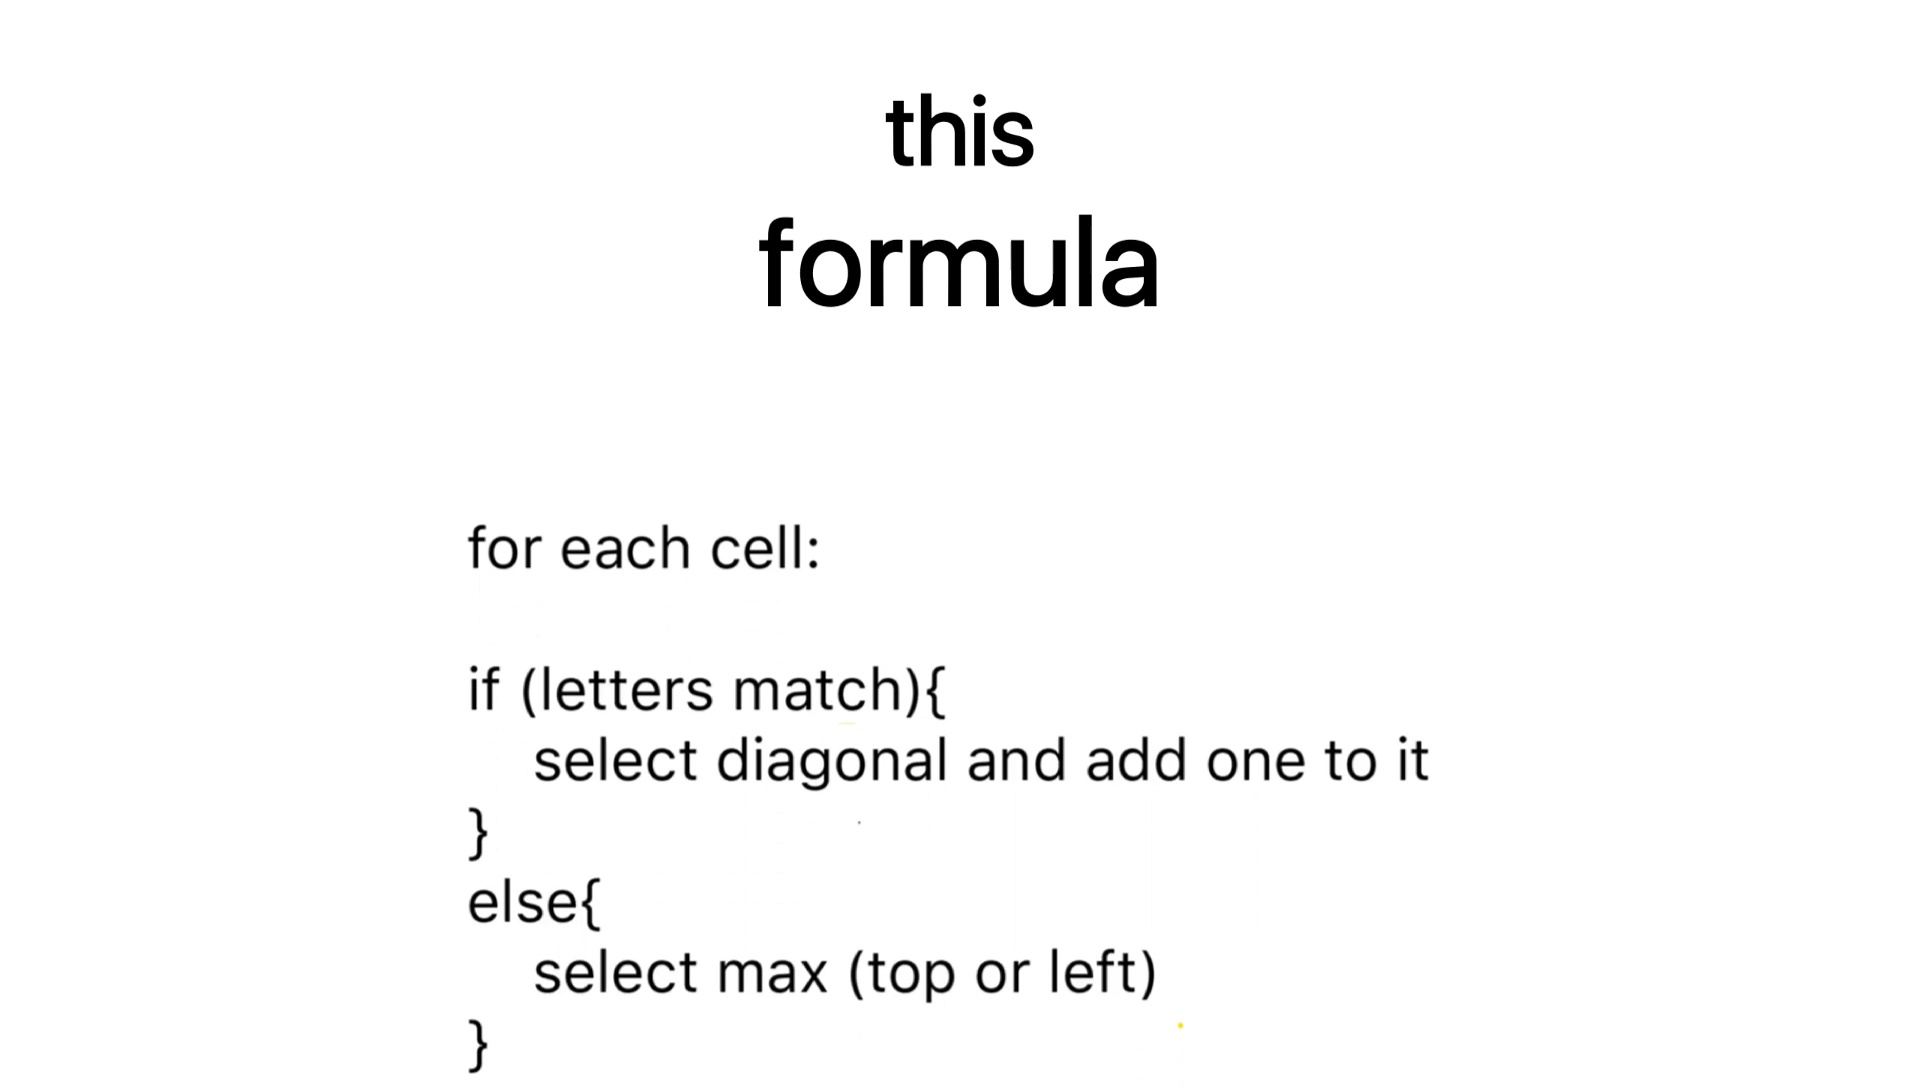 this
formula
for each cell:
if (letters match){
select diagonal and add one to it
}
else{
select max (top or left)
}